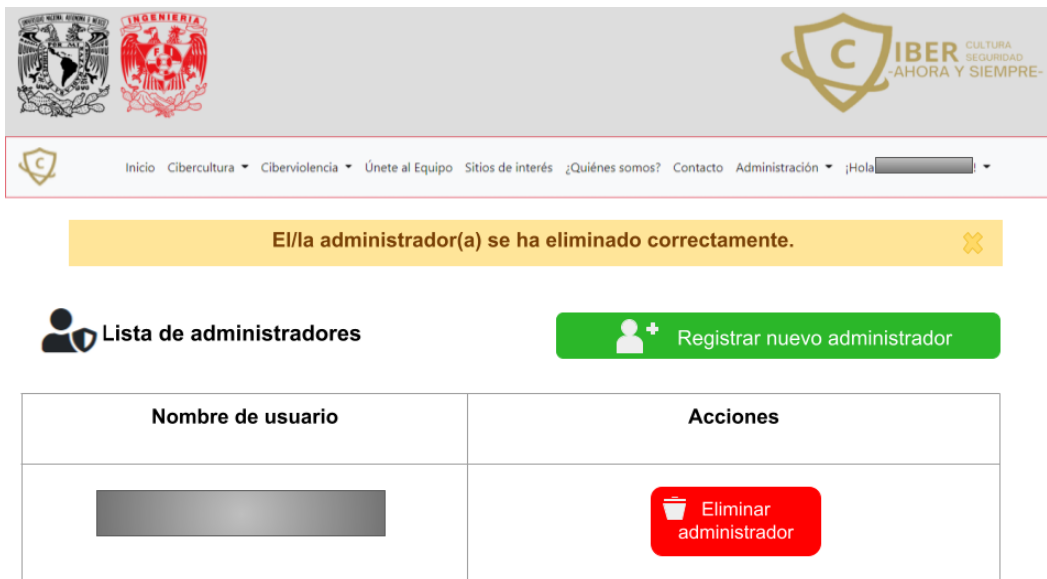 INGENIERIA
C
IBER CULTURA SEGURIDAD
-AHORA Y SIEMPRE-
C Inicio Cibercultura Ciberviolencia Únete al Equipo Sitios de interés ¿Quiénes somos? Contacto Administración ¡Hola !
El/la administrador(a) se ha eliminado correctamente.
Lista de administradores
Registrar nuevo administrador
Nombre de usuario Acciones
Eliminar
administrador